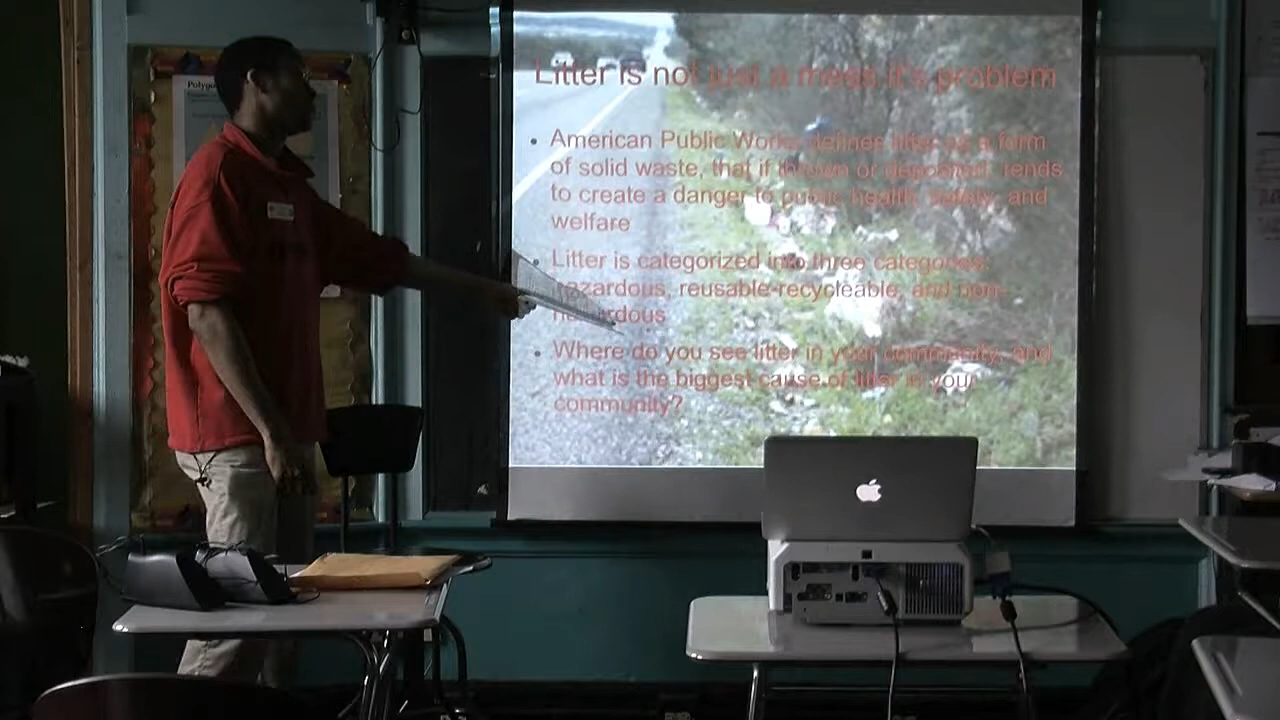 Polygo
Litter is not just a mess it's problem
American Public Works defines litter as a form
of solid waste, that if thrown or deposited, tends
to create a danger to public health, safety, and
welfare
Litter is categorized into three categories:
hazardous, reusable-recycleable, and non-
hazardous
Where do you see litter in your community, and
what is the biggest cause of litter in your
community?